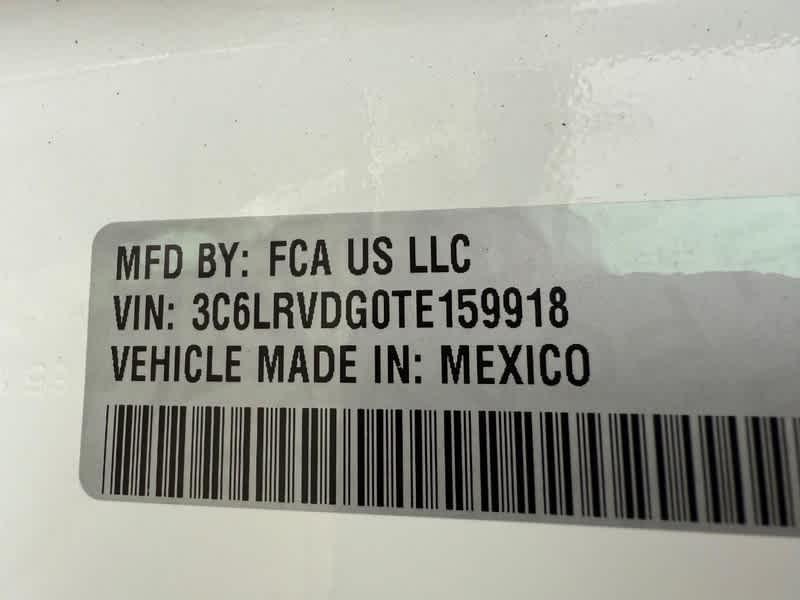 MFD BY: FCA US LLC
VIN: 3C6LRVDG0TE159918
VEHICLE MADE IN: MEXICO